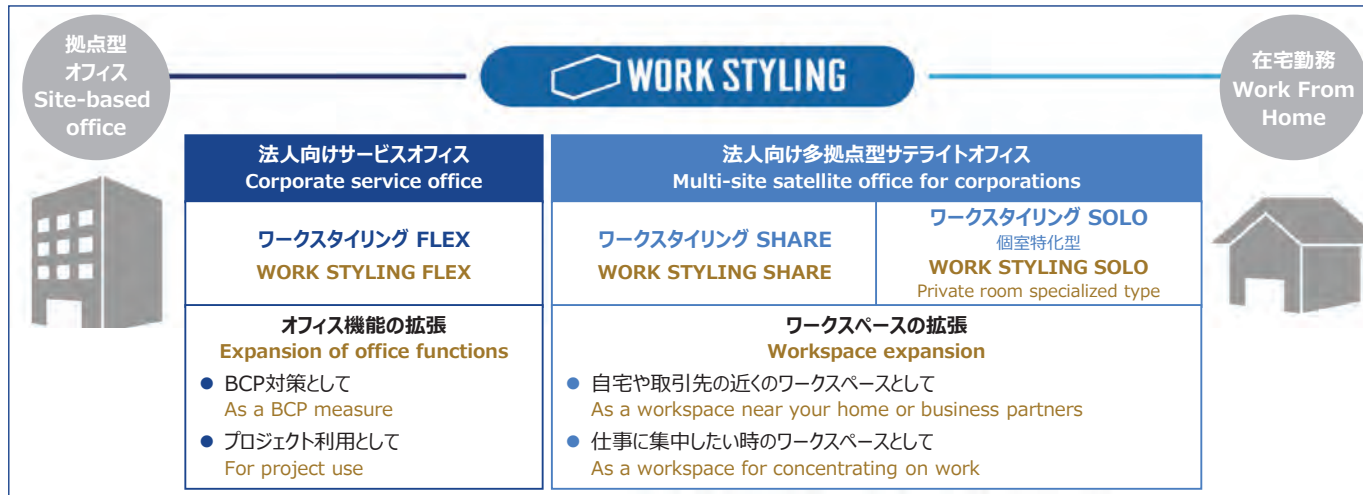 拠点型
オフィス
Site-based
office
WORK STYLING
在宅勤務
Work From
Home
法人向けサービスオフィス
Corporate service office
法人向け多拠点型サテライトオフィス
Multi-site satellite office for corporations
ワークスタイリング FLEX
WORK STYLING FLEX
ワークスタイリング SHARE
WORK STYLING SHARE
ワークスタイリング SOLO
個室特化型
WORK STYLING SOLO
Private room specialized type
オフィス機能の拡張
Expansion of office functions
● BCP対策として
As a BCP measure
● プロジェクト利用として
For project use
ワークスペースの拡張
Workspace expansion
● 自宅や取引先の近くのワークスペースとして
As a workspace near your home or business partners
● 仕事に集中したい時のワークスペースとして
As a workspace for concentrating on work